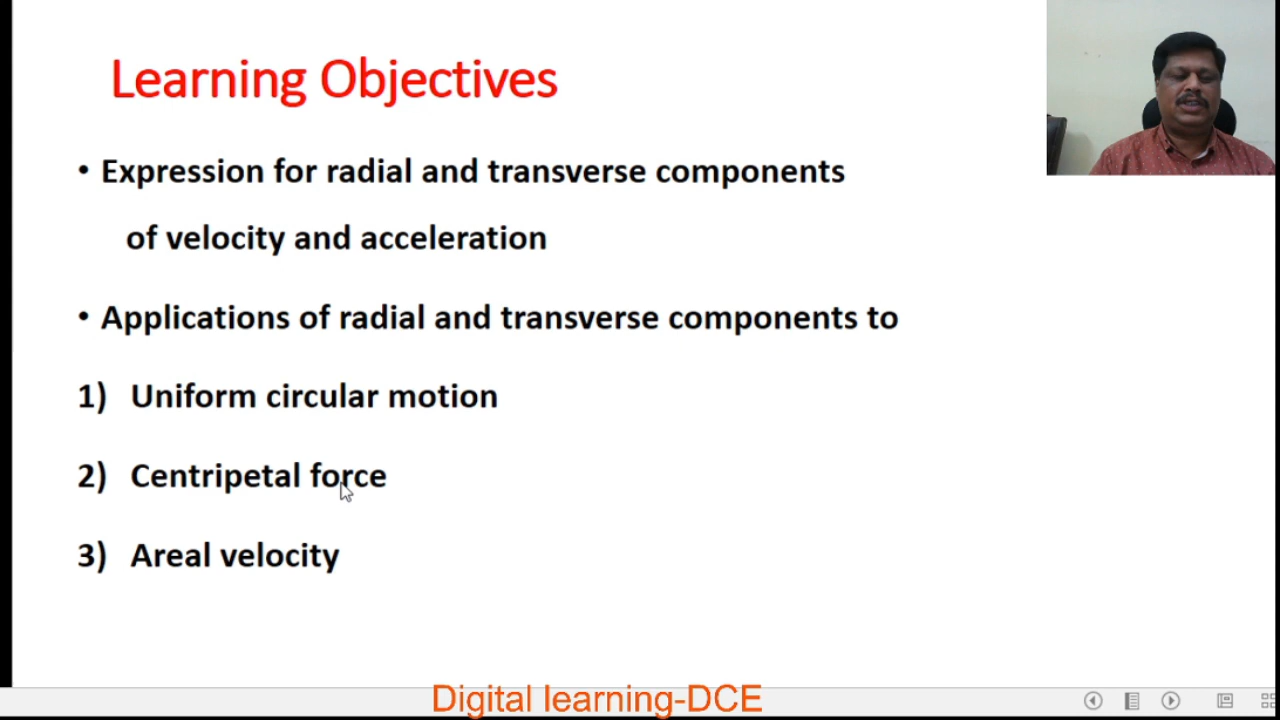 Learning Objectives
• Expression for radial and transverse components
of velocity and acceleration
• Applications of radial and transverse components to
1) Uniform circular motion
2) Centripetal force
3) Areal velocity
Digital learning-DCE